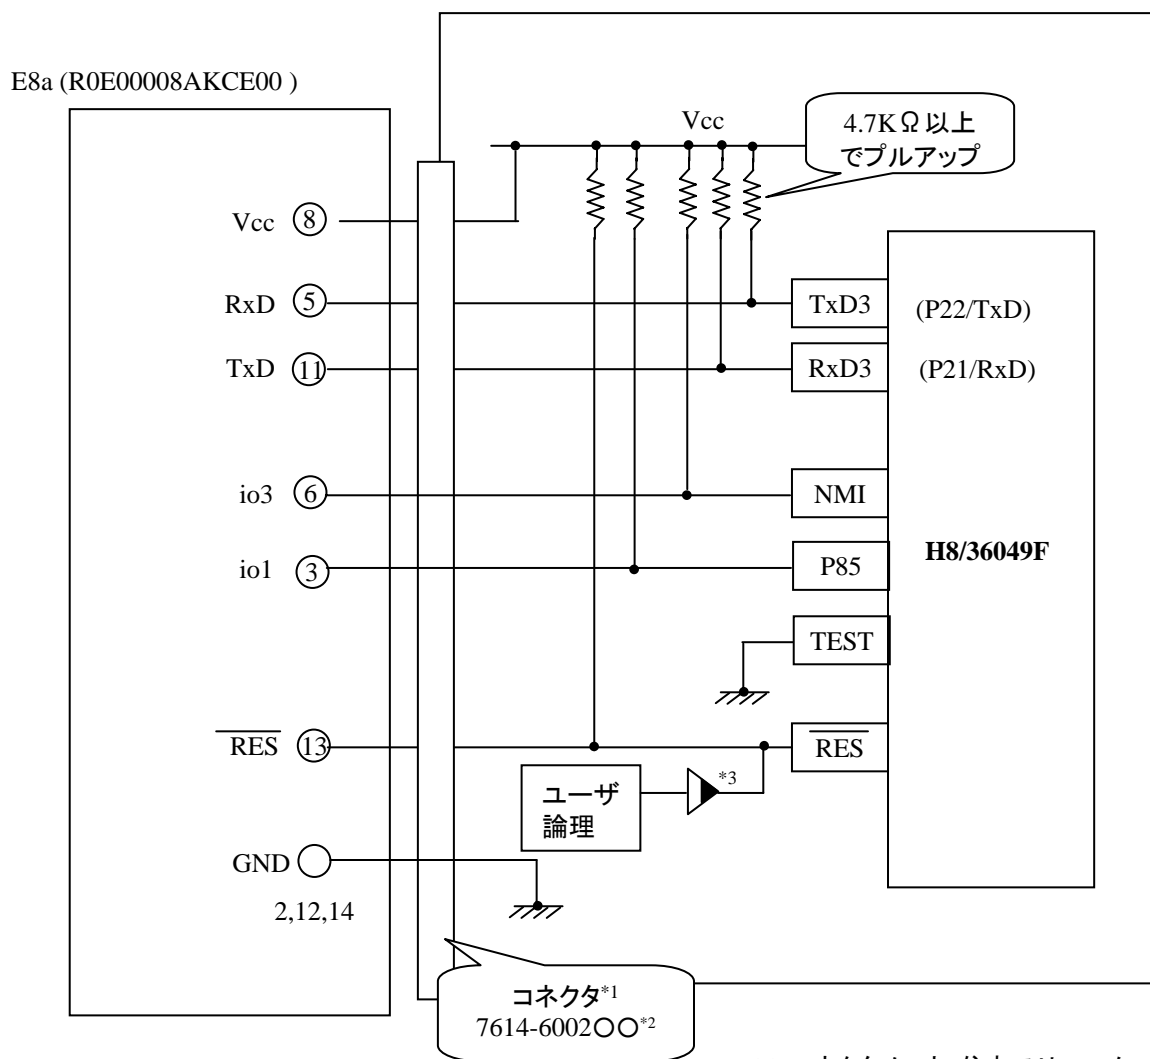 E8a (R0E00008AKCE00 )
Vcc
4.7KΩ以上
でプルアップ
Vcc ⑧
RxD ⑤
TxD3
(P22/TxD)
TxD ⑪
RxD3
(P21/RxD)
io3 ⑥
NMI
H8/36049F
io1 ③
P85
TEST
RES ⑬
RES
*3
ユーザ
論理
GND
2,12,14
コネクタ*1
7614-6002〇〇*2